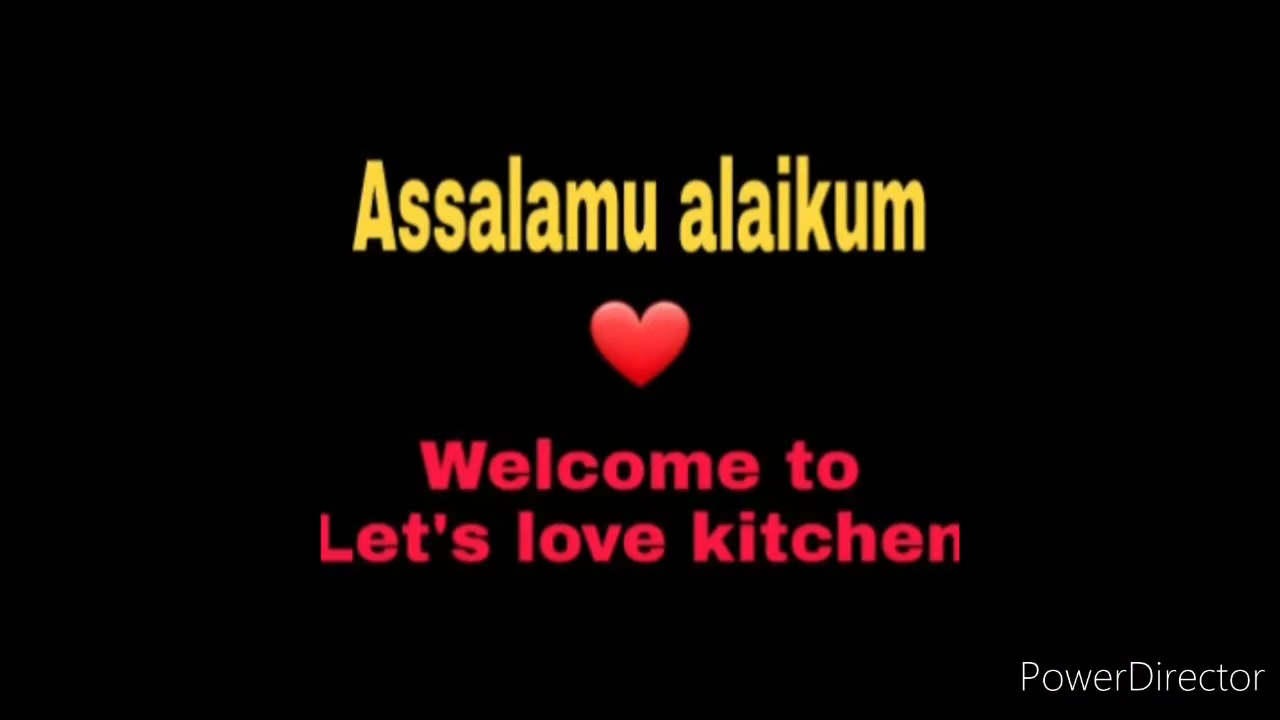 Assalamu alaikum
❤️
Welcome to
Let's love kitchen
PowerDirector